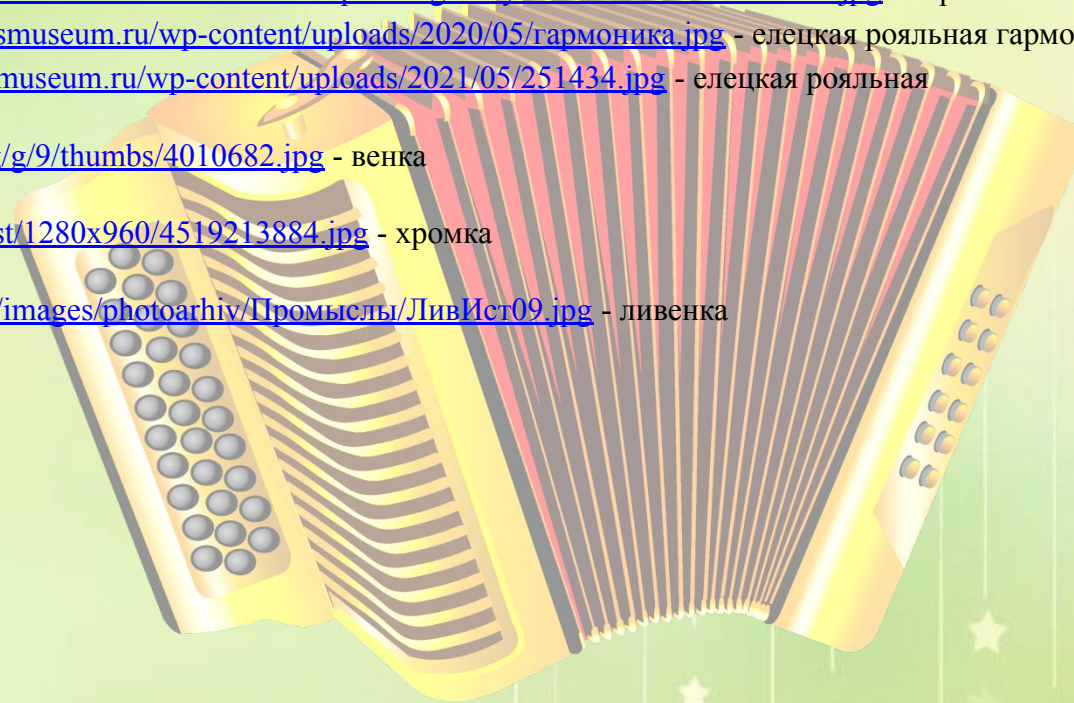 smuseum.ru/wp-content/uploads/2020/05/гармоника.jpg - елецкая рояльная гармо
museum.ru/wp-content/uploads/2021/05/251434.jpg - елецкая рояльная
/g/9/thumbs/4010682.jpg - венка
st/1280x960/4519213884.jpg - хромка
/images/photoarhiv/Промыслы/ЛивИст09.jpg - ливенка